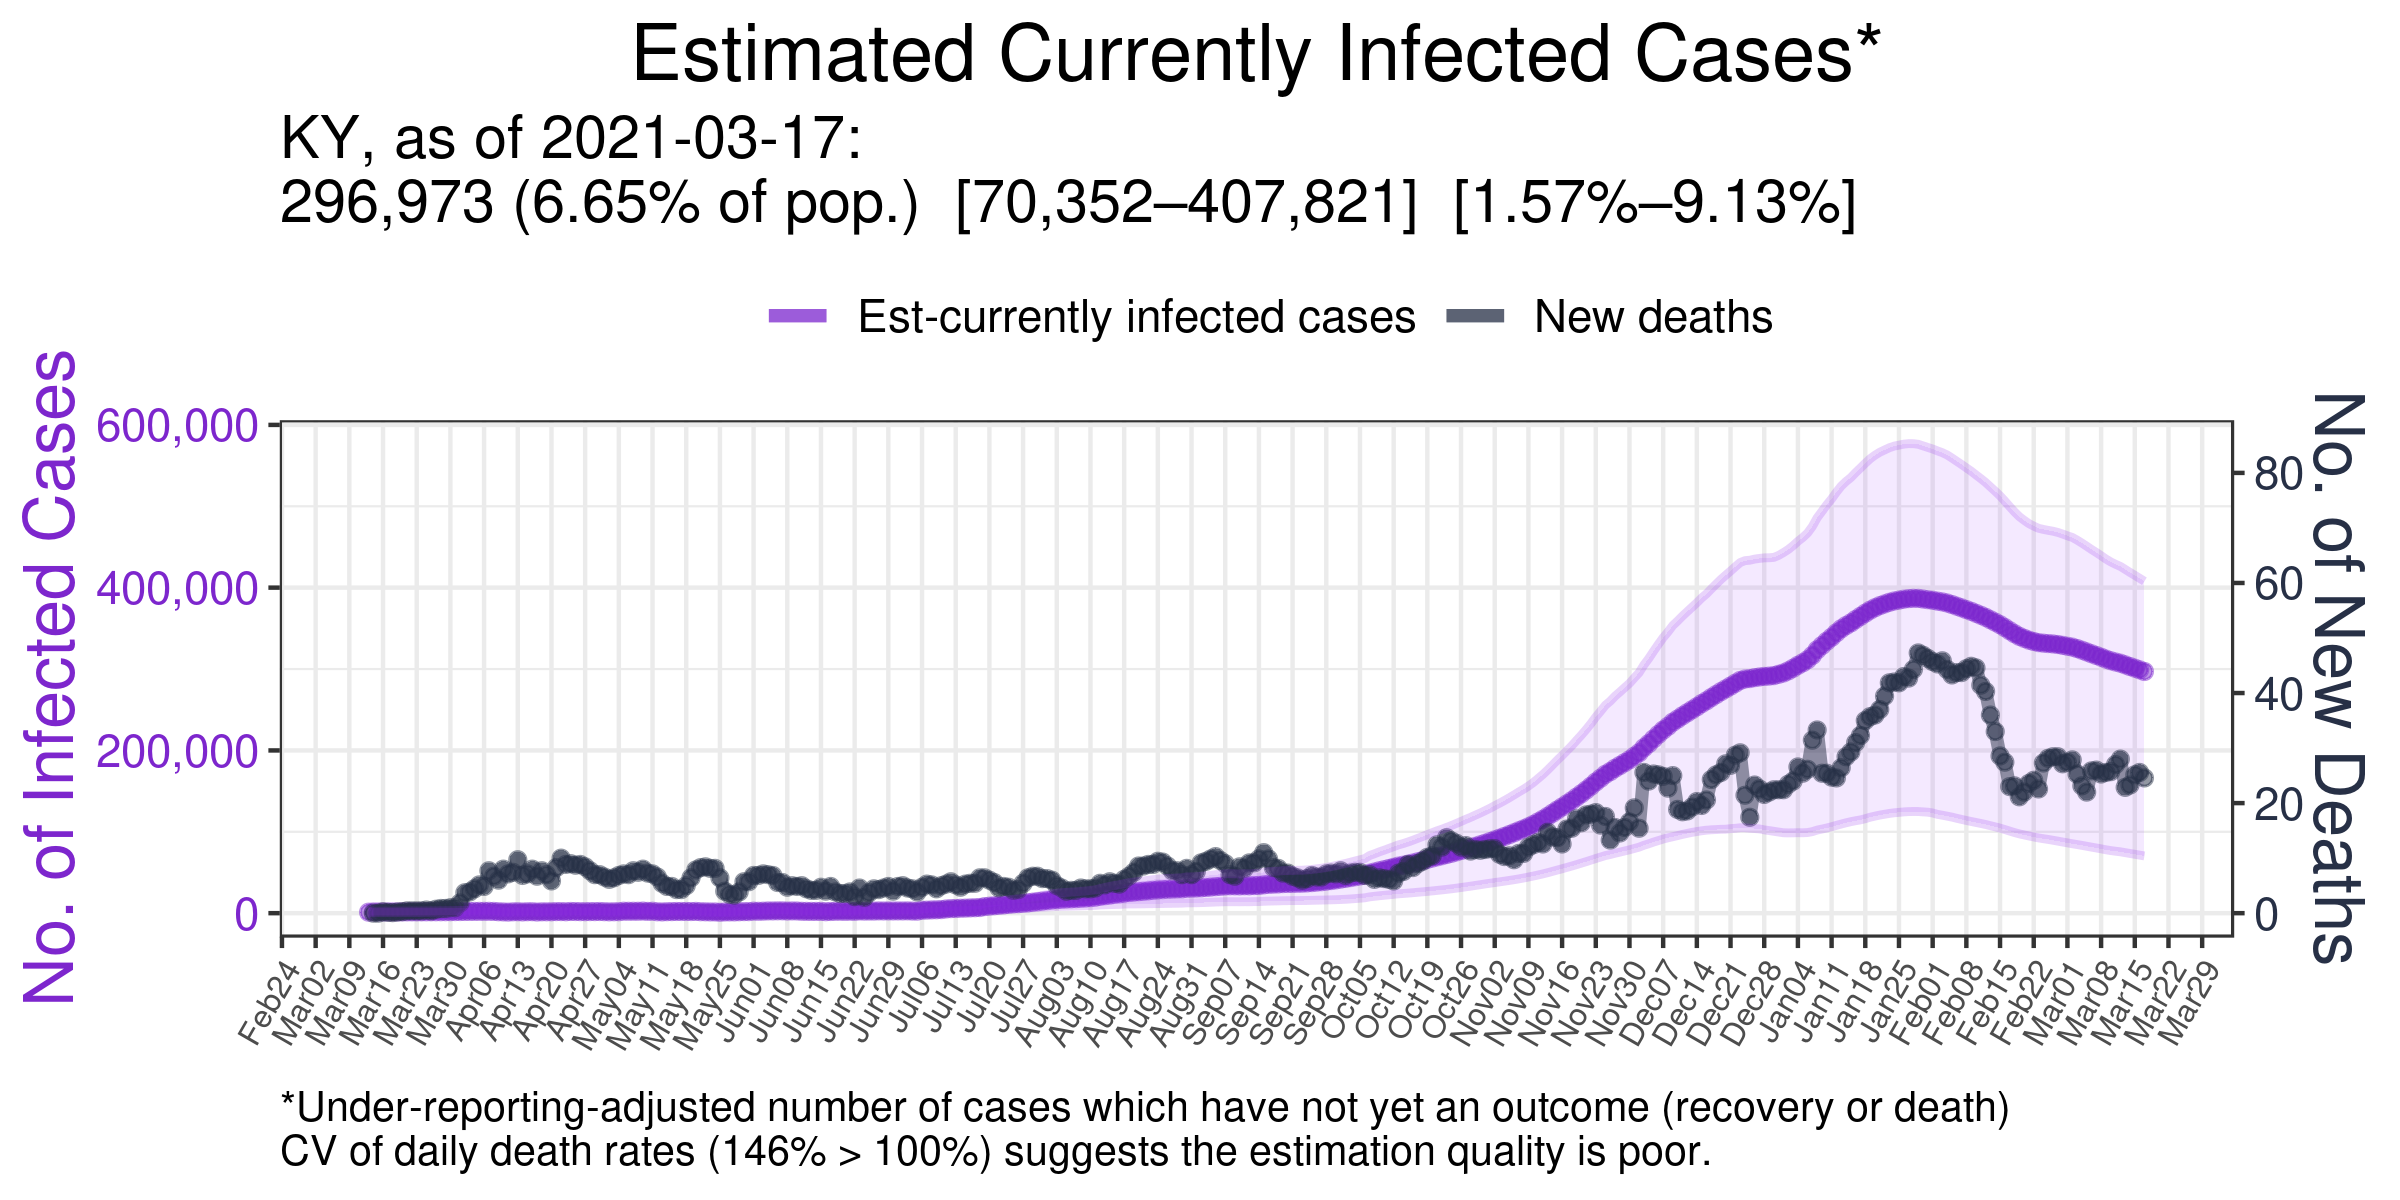 Estimated Currently Infected Cases*
KY, as of 2021-03-17:
296,973 (6.65% of pop.) [70,352–407,821] [1.57%–9.13%]
Est-currently infected cases
New deaths
No. of Infected Cases
600,000
400,000
200,000
0
80
60
40
20
0
No. of New Deaths
Feb24
Mar02
Mar09
Mar16
Mar23
Mar30
Apr06
Apr13
Apr20
Apr27
May04
May11
May18
May25
Jun01
Jun08
Jun15
Jun22
Jun29
Jul06
Jul13
Jul20
Jul27
Aug03
Aug10
Aug17
Aug24
Aug31
Sep07
Sep14
Sep21
Sep28
Oct05
Oct12
Oct19
Oct26
Nov02
Nov09
Nov16
Nov23
Nov30
Dec07
Dec14
Dec21
Dec28
Jan04
Jan11
Jan18
Jan25
Feb01
Feb08
Feb15
Feb22
Mar01
Mar08
Mar15
Mar22
Mar29
*Under-reporting-adjusted number of cases which have not yet an outcome (recovery or death)
CV of daily death rates (146% > 100%) suggests the estimation quality is poor.